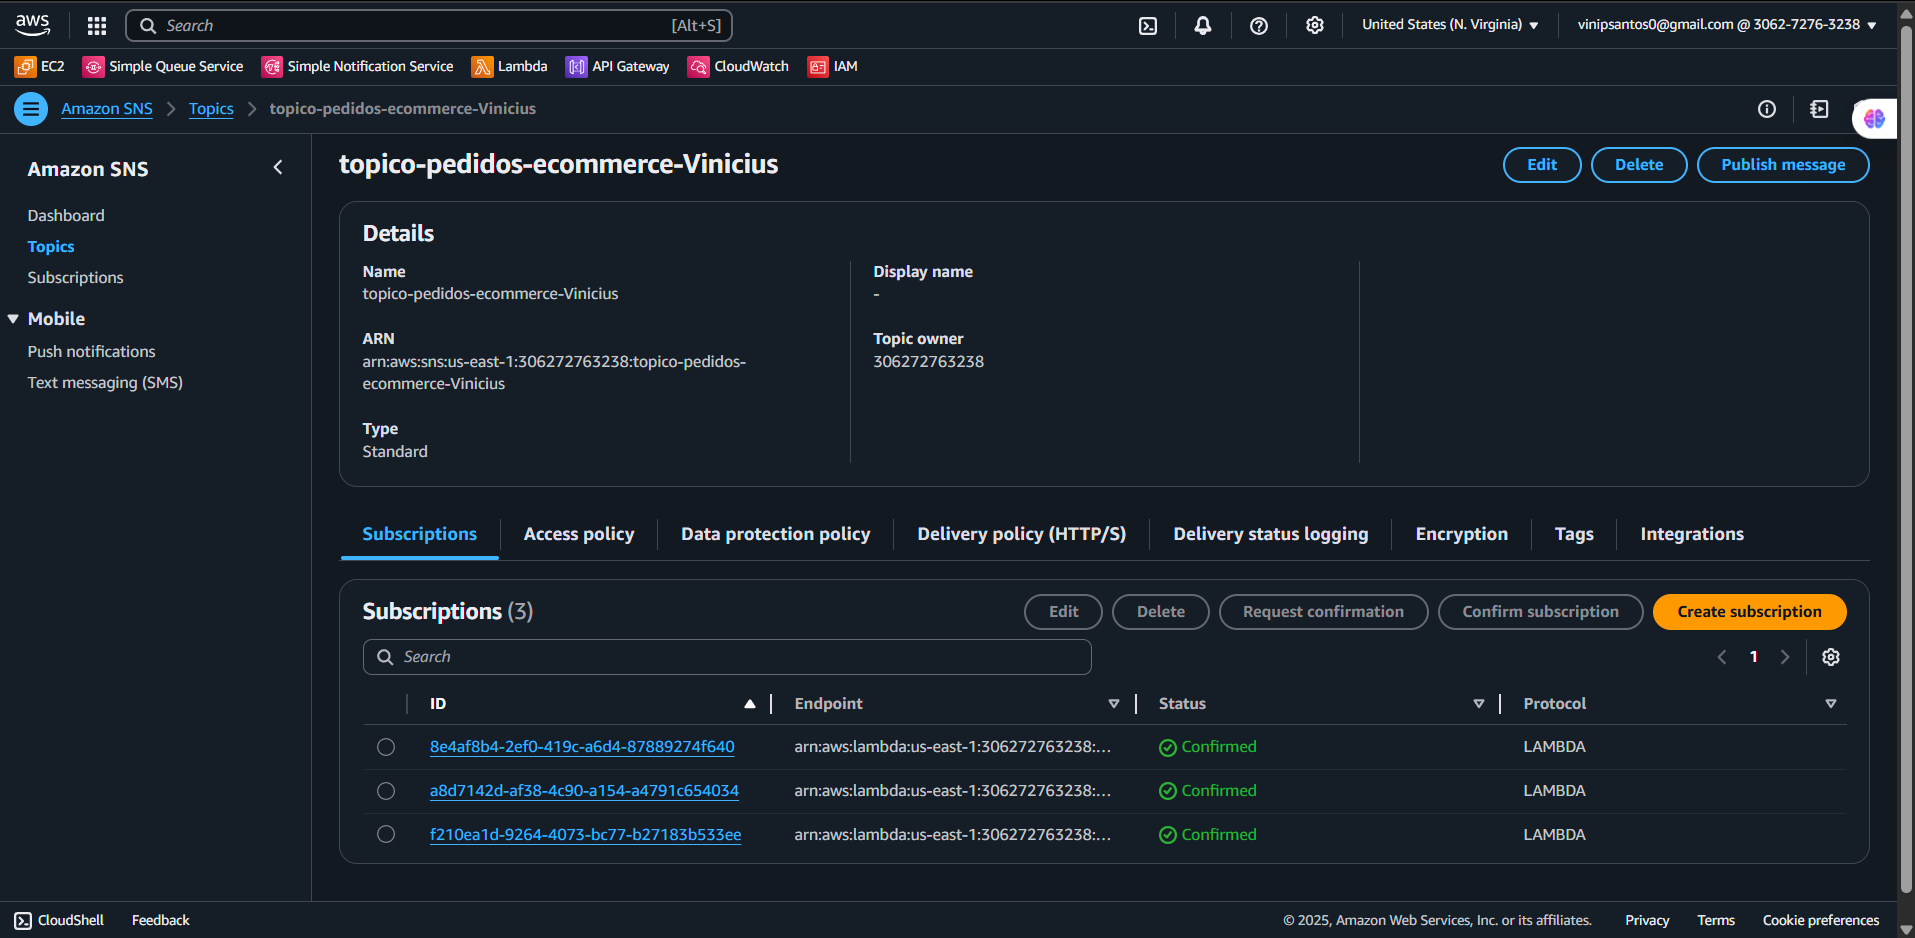 aws
Search [Alt+S]
United States (N. Virginia)
vinipsantos0@gmail.com @ 3062-7276-3238
EC2
Simple Queue Service
Simple Notification Service
Lambda
API Gateway
CloudWatch
IAM
Amazon SNS
Topics
topico-pedidos-ecommerce-Vinicius
Amazon SNS
Dashboard
Topics
Subscriptions
Mobile
Push notifications
Text messaging (SMS)
topico-pedidos-ecommerce-Vinicius
Edit
Delete
Publish message
Details
Name
topico-pedidos-ecommerce-Vinicius
ARN
arn:aws:sns:us-east-1:306272763238:topico-pedidos-
ecommerce-Vinicius
Type
Standard
Display name
-
Topic owner
306272763238
Subscriptions
Access policy
Data protection policy
Delivery policy (HTTP/S)
Delivery status logging
Encryption
Tags
Integrations
Subscriptions (3)
Edit
Delete
Request confirmation
Confirm subscription
Create subscription
Search
1
ID Endpoint Status Protocol
8e4af8b4-2ef0-419c-a6d4-87889274f640 arn:aws:lambda:us-east-1:306272763238:... Confirmed LAMBDA
a8d7142d-af38-4c90-a154-a4791c654034 arn:aws:lambda:us-east-1:306272763238:... Confirmed LAMBDA
f210ea1d-9264-4073-bc77-b27183b533ee arn:aws:lambda:us-east-1:306272763238:... Confirmed LAMBDA
CloudShell
Feedback
© 2025, Amazon Web Services, Inc. or its affiliates.
Privacy
Terms
Cookie preferences